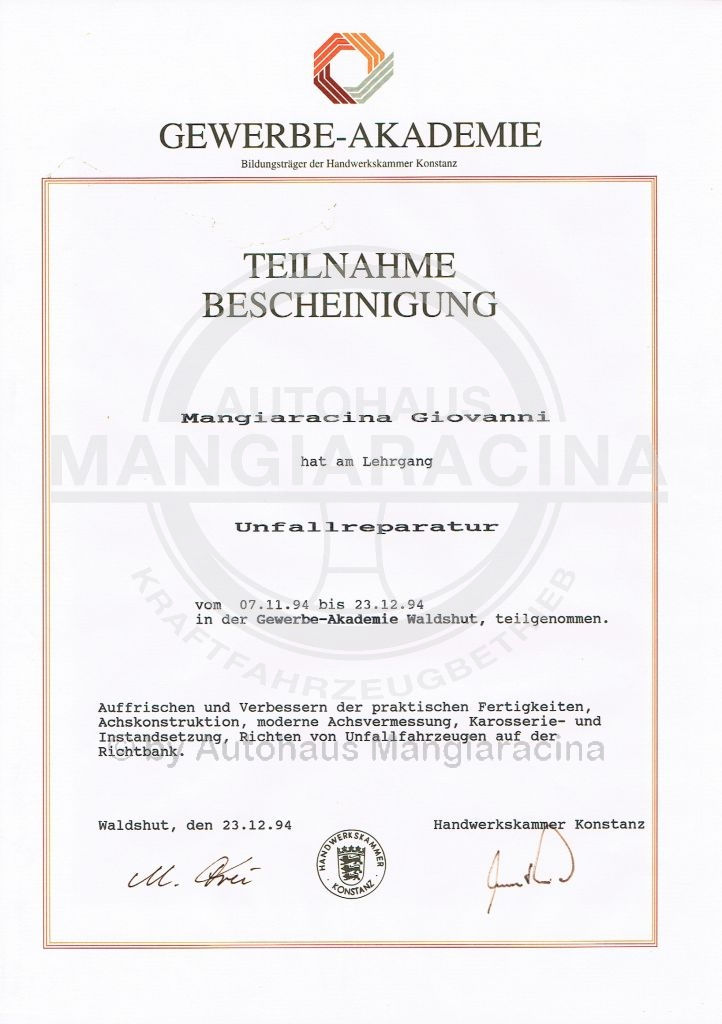 GEWERBE-AKADEMIE
Bildungsträger der Handwerkskammer Konstanz
TEILNAHME
BESCHEINIGUNG
AUTOHAUS
Mangiaracina Giovanni
MANGIARACINA
hat am Lehrgang
Unfallreparatur
KRAFTFAHRZEUGBETRIEB
vom 07.11.94 bis 23.12.94
in der Gewerbe-Akademie Waldshut, teilgenommen.
Auffrischen und Verbessern der praktischen Fertigkeiten,
Achskonstruktion, moderne Achsvermessung, Karosserie- und
Instandsetzung, Richten von Unfallfahrzeugen auf der
Richtbank.
© by Autohaus Mangiaracina
Waldshut, den 23.12.94
Handwerkskammer Konstanz
HANDWERKSKAMMER
KONSTANZ